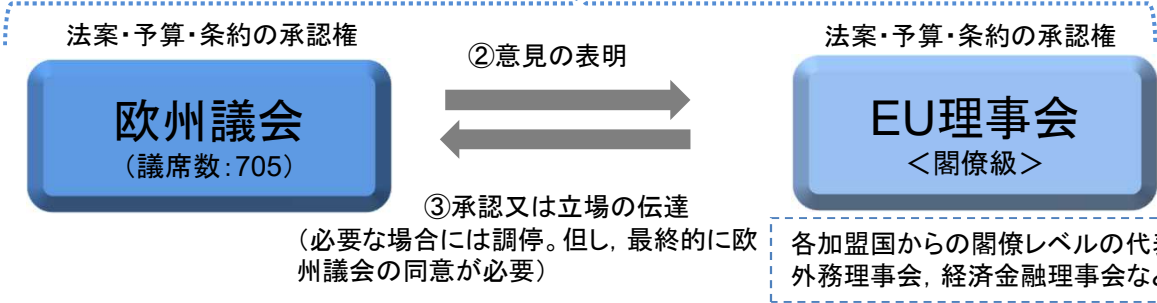 法案・予算・条約の承認権
法案・予算・条約の承認権
②意見の表明
欧州議会
（議席数：705）
EU理事会
＜閣僚級＞
③承認又は立場の伝達
（必要な場合には調停。但し，最終的に欧
州議会の同意が必要）
各加盟国からの閣僚レベルの代
外務理事会，経済金融理事会な